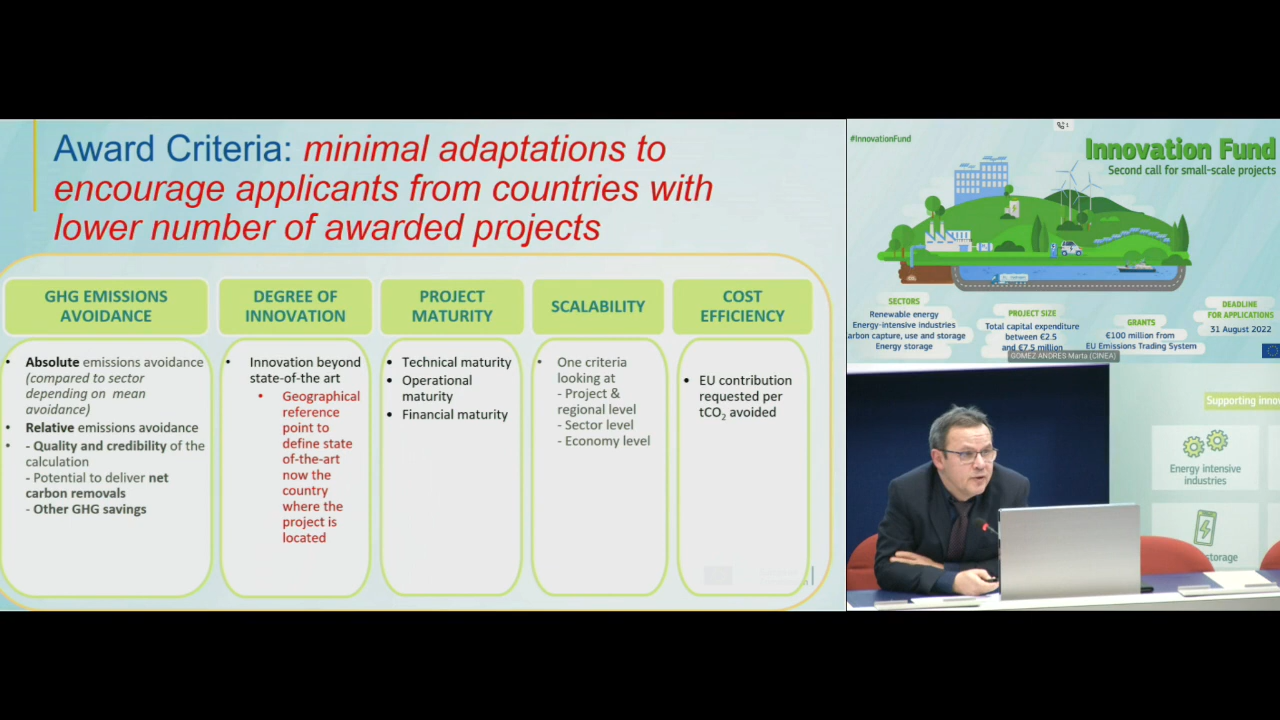 Award Criteria: minimal adaptations to
encourage applicants from countries with
lower number of awarded projects
GHG EMISSIONS
AVOIDANCE
• Absolute emissions avoidance
(compared to sector
depending on mean
avoidance)
• Relative emissions avoidance
• - Quality and credibility of the
calculation
- Potential to deliver net
carbon removals
- Other GHG savings
DEGREE OF
INNOVATION
• Innovation beyond
state-of-the art
• Geographical
reference
point to
define state
of-the-art
now the
country
where the
project is
located
PROJECT
MATURITY
• Technical maturity
• Operational
maturity
• Financial maturity
SCALABILITY
• One criteria
looking at
- Project &
regional level
- Sector level
- Economy level
COST
EFFICIENCY
• EU contribution
requested per
tCO2 avoided
1
#InnovationFund
Innovation Fund
Second call for small-scale projects
SECTORS
Renewable energy
Energy-intensive industries
arbon capture, use and storage
Energy storage
PROJECT SIZE
Total capital expenditure
between €2.5
and €7.5 million
GRANTS
€100 million from
EU Emissions Trading System
DEADLINE
FOR APPLICATIONS
31 August 2022
GOMEZ ANDRES Marta (CINEA)
Supporting innov
Energy intensive
industries
storage